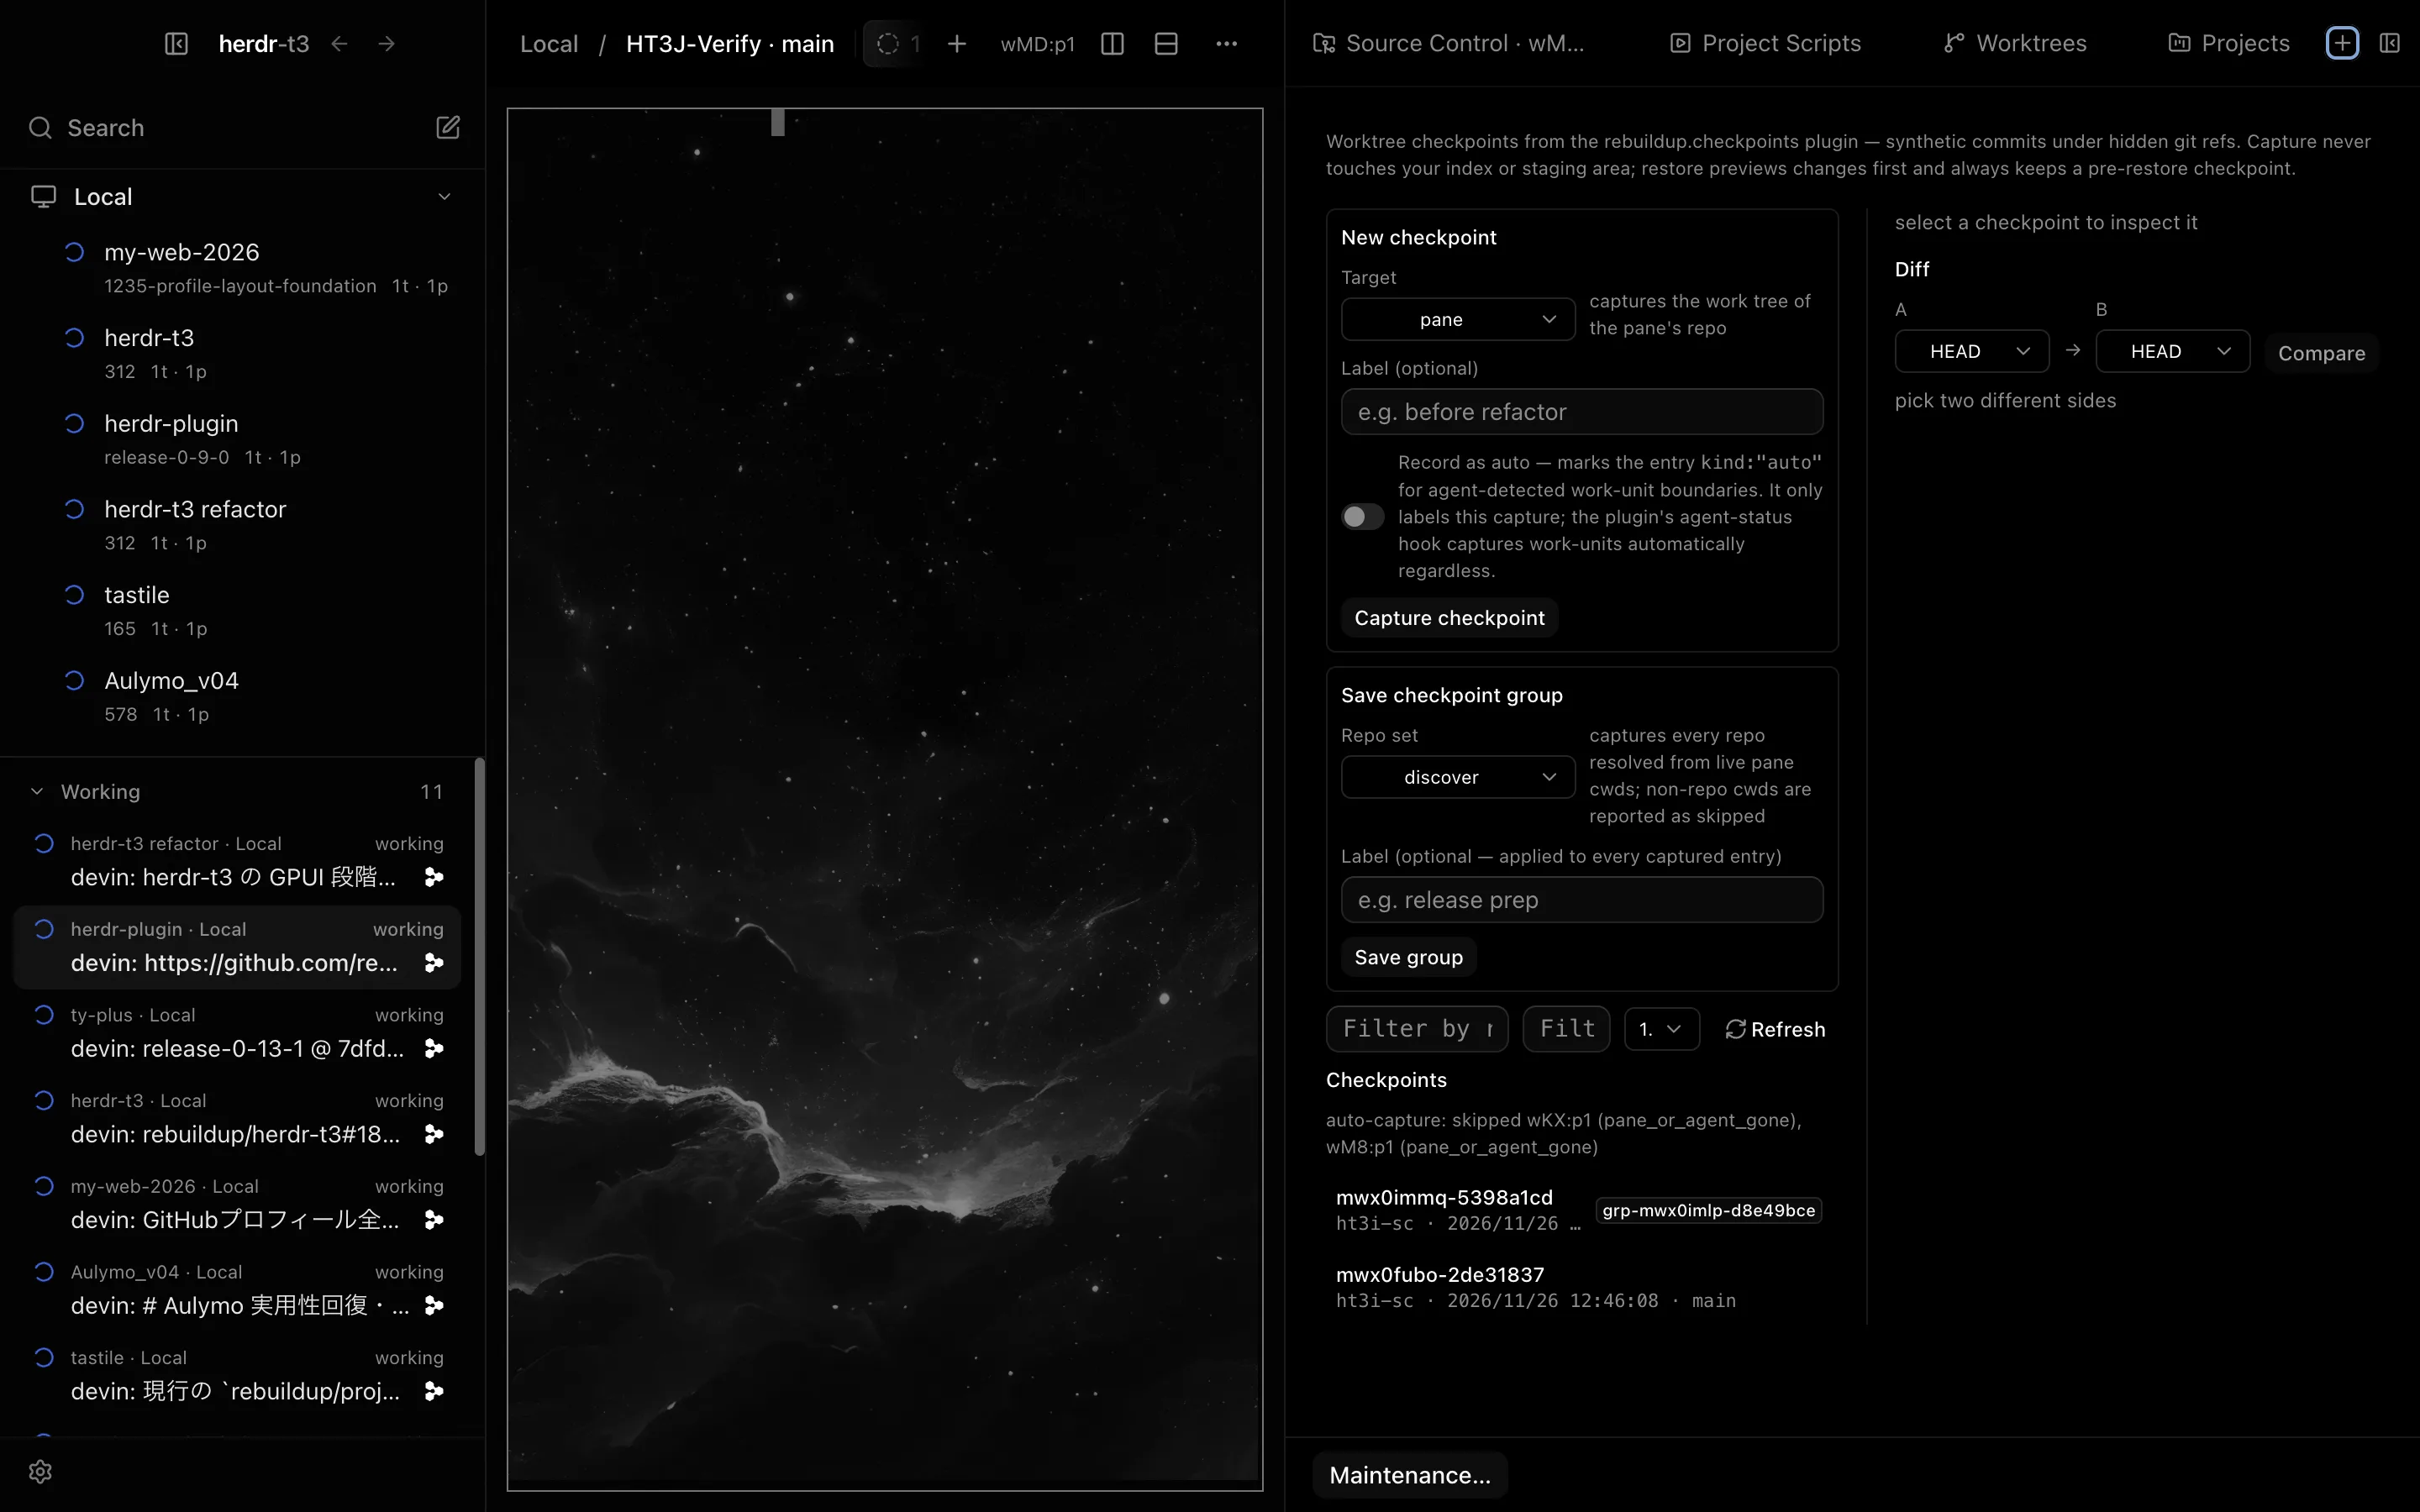 herdr-t3
Search
Local
my-web-2026
1235-profile-layout-foundation 1t · 1p
herdr-t3
312 1t · 1p
herdr-plugin
release-0-9-0 1t · 1p
herdr-t3 refactor
312 1t · 1p
tastile
165 1t · 1p
Aulymo_v04
578 1t · 1p
Working 11
herdr-t3 refactor · Local working
devin: herdr-t3 の GPUI 段階...
herdr-plugin · Local working
devin: https://github.com/re...
ty-plus · Local working
devin: release-0-13-1 @ 7dfd...
herdr-t3 · Local working
devin: rebuildup/herdr-t3#18...
my-web-2026 · Local working
devin: GitHubプロフィール全...
Aulymo_v04 · Local working
devin: # Aulymo 実用性回復・...
tastile · Local working
devin: 現行の `rebuildup/proj...
Local / HT3J-Verify · main 1 wMD:p1
Source Control · wM... Project Scripts Worktrees Projects
Worktree checkpoints from the rebuildup.checkpoints plugin — synthetic commits under hidden git refs. Capture never
touches your index or staging area; restore previews changes first and always keeps a pre-restore checkpoint.
New checkpoint
Target
pane
captures the work tree of
the pane's repo
Label (optional)
e.g. before refactor
Record as auto — marks the entry kind:"auto"
for agent-detected work-unit boundaries. It only
labels this capture; the plugin's agent-status
hook captures work-units automatically
regardless.
Capture checkpoint
Save checkpoint group
Repo set
discover
captures every repo
resolved from live pane
cwds; non-repo cwds are
reported as skipped
Label (optional — applied to every captured entry)
e.g. release prep
Save group
Filter by Filt 1. Refresh
Checkpoints
auto-capture: skipped wKX:p1 (pane_or_agent_gone),
wM8:p1 (pane_or_agent_gone)
mwx0immq-5398a1cd
ht3i-sc · 2026/11/26 …
grp-mwx0imlp-d8e49bce
mwx0fubo-2de31837
ht3i-sc · 2026/11/26 12:46:08 · main
select a checkpoint to inspect it
Diff
A B
HEAD → HEAD Compare
pick two different sides
Maintenance...